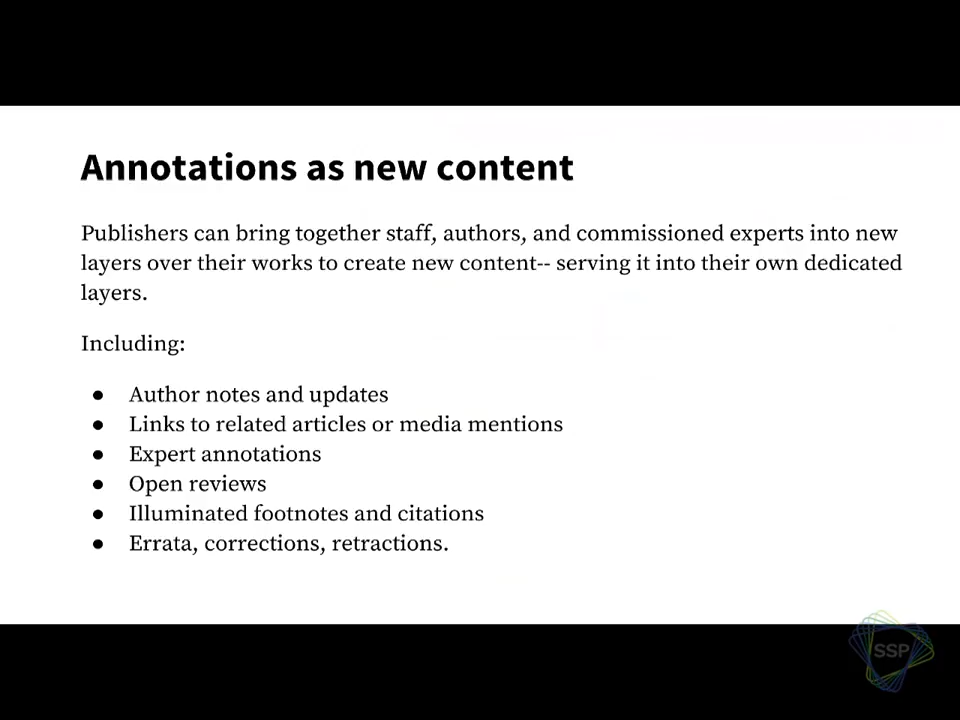 Annotations as new content
Publishers can bring together staff, authors, and commissioned experts into new
layers over their works to create new content-- serving it into their own dedicated
layers.
Including:
● Author notes and updates
● Links to related articles or media mentions
● Expert annotations
● Open reviews
● Illuminated footnotes and citations
● Errata, corrections, retractions.
SSP